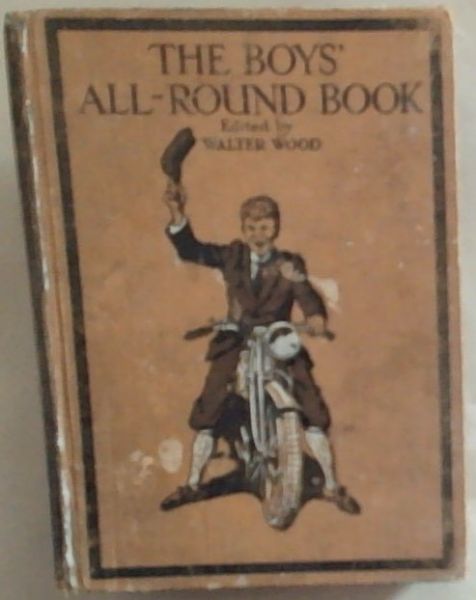 THE BOYS'
ALL-ROUND BOOK
Edited by
WALTER WOOD